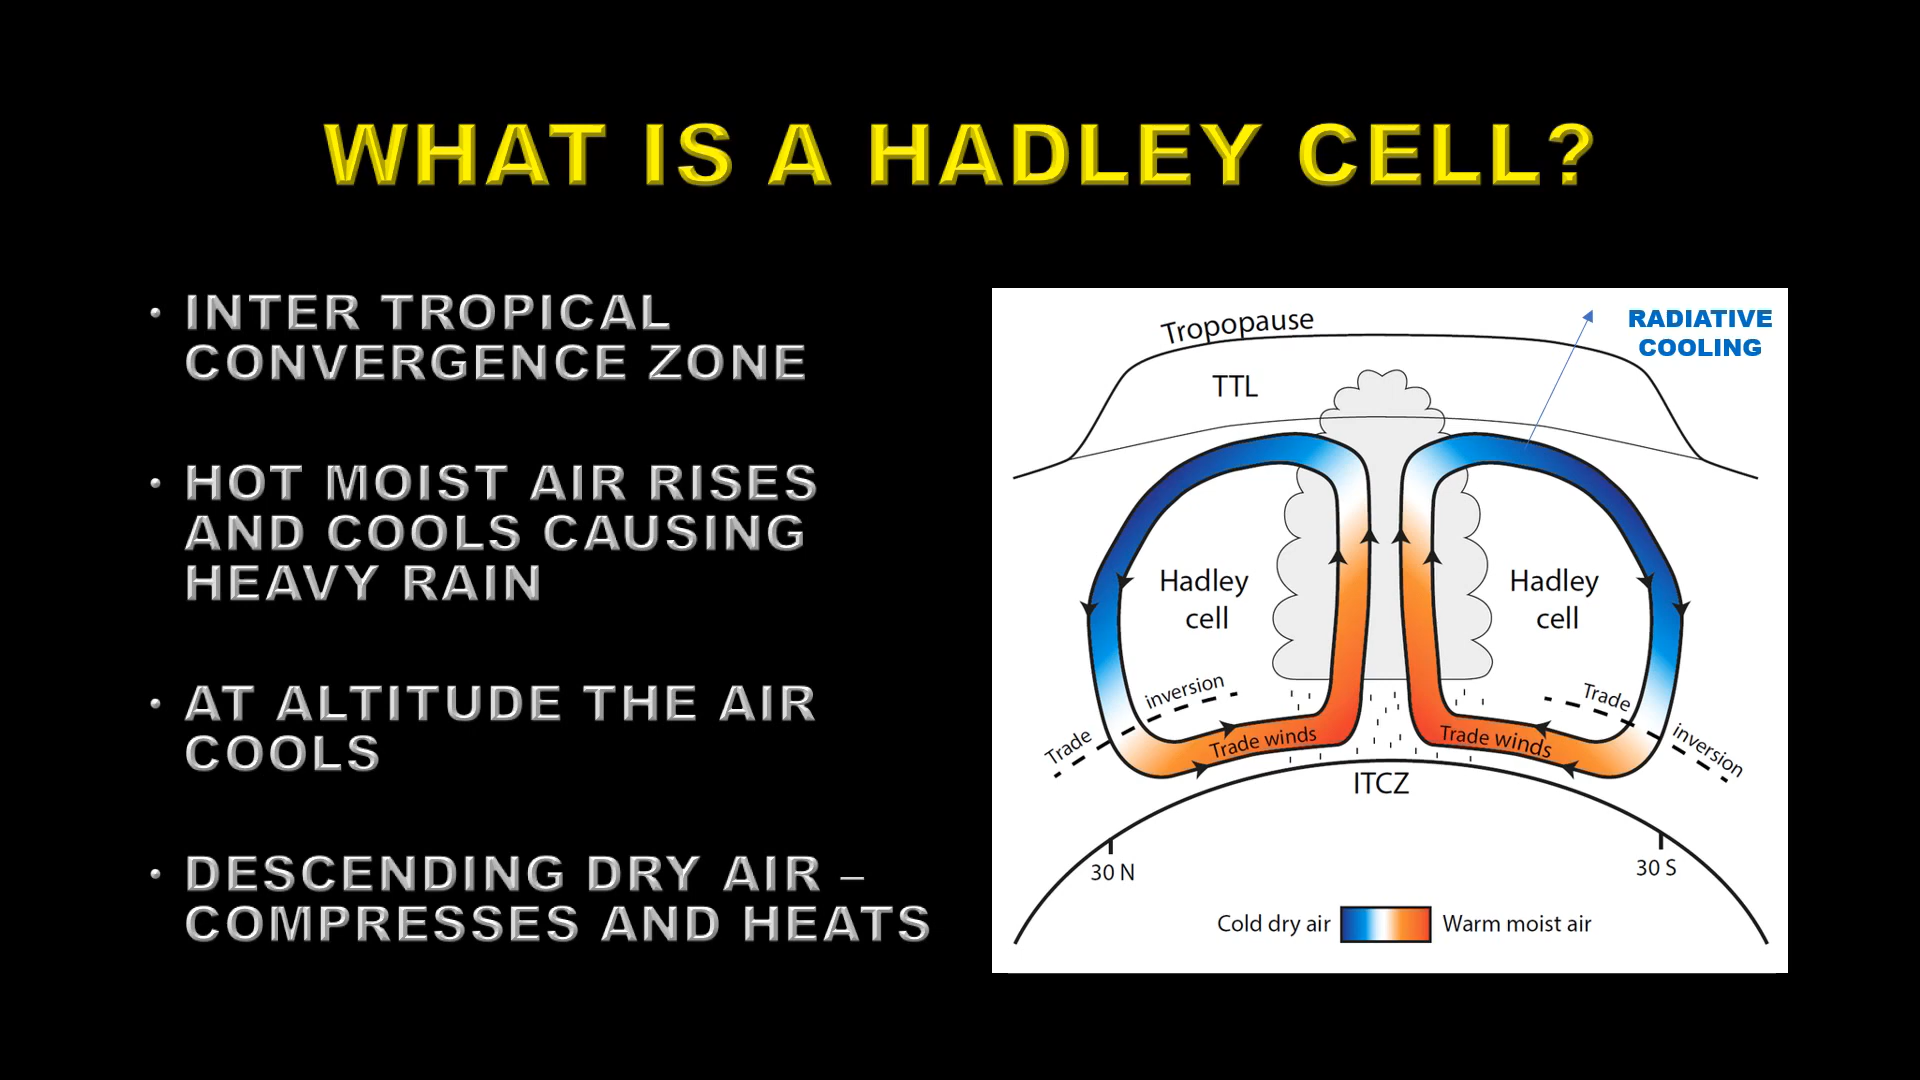 WHAT IS A HADLEY CELL?
• INTER TROPICAL
CONVERGENCE ZONE
• HOT MOIST AIR RISES
AND COOLS CAUSING
HEAVY RAIN
• AT ALTITUDE THE AIR
COOLS
• DESCENDING DRY AIR –
COMPRESSES AND HEATS
Tropopause
RADIATIVE
COOLING
TTL
Hadley
cell
Hadley
cell
Trade inversion
Trade inversion
Trade winds
Trade winds
ITCZ
30 N
30 S
Cold dry air
Warm moist air